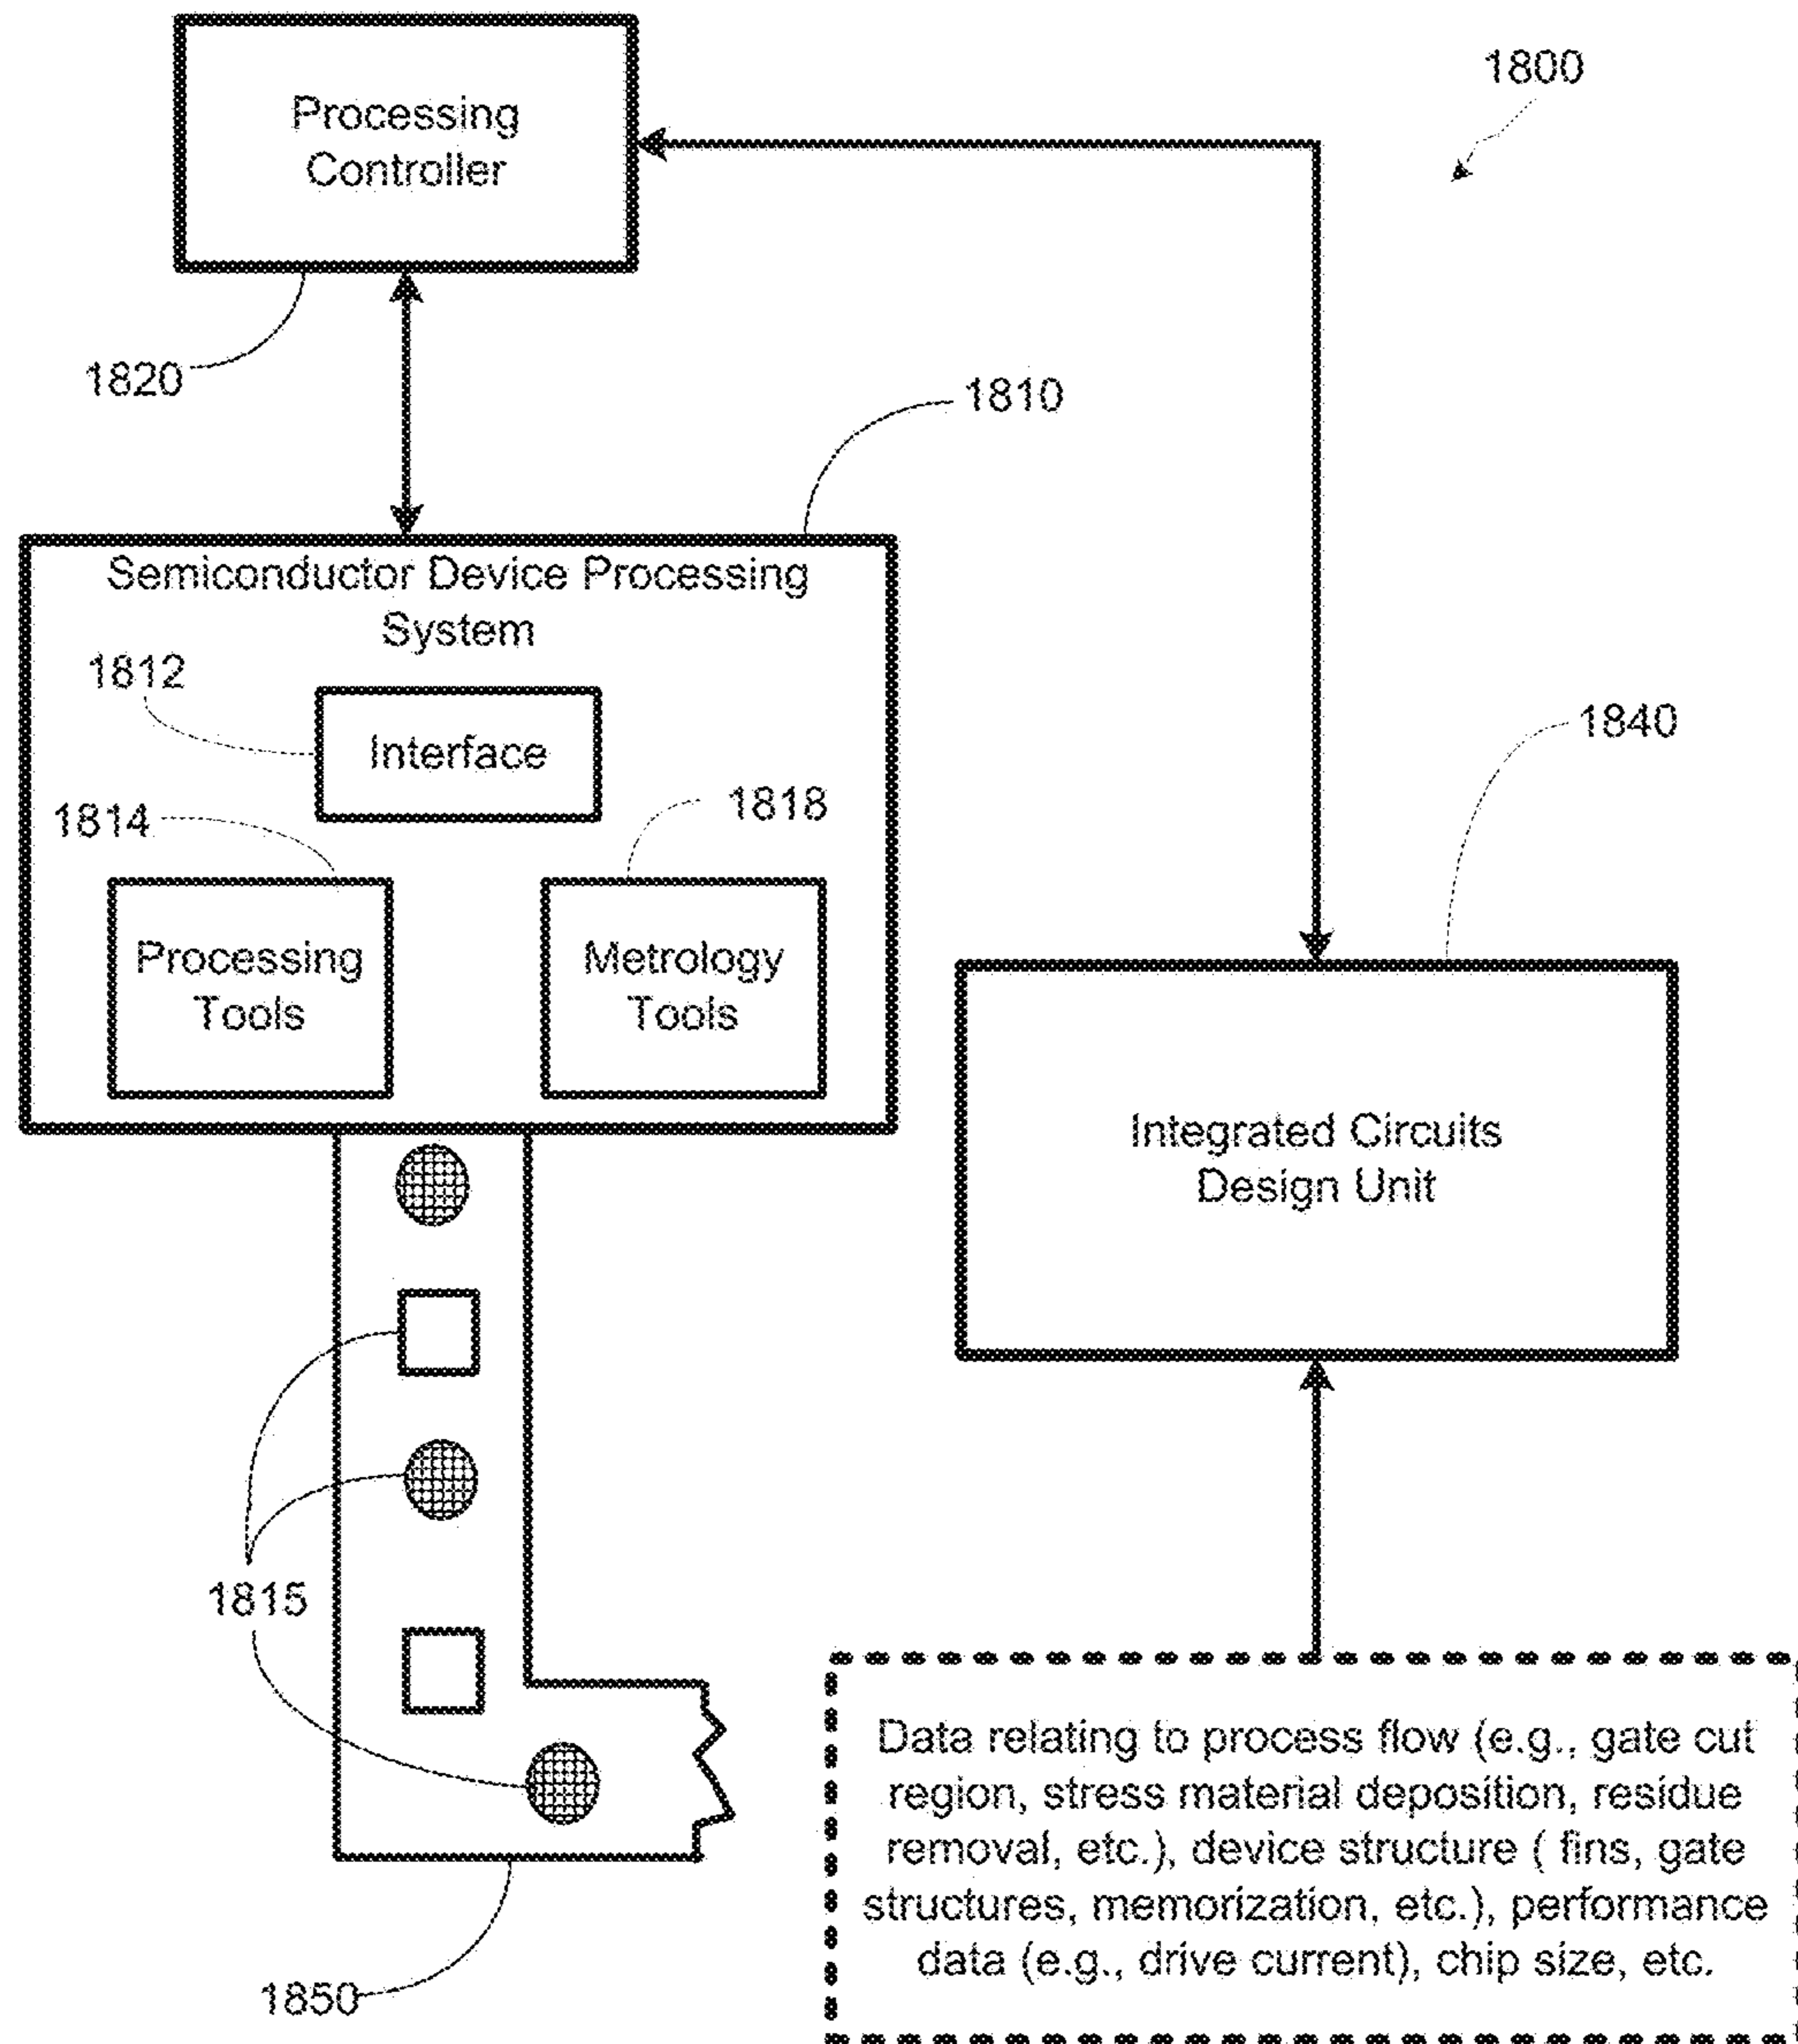 Processing
Controller
1800
1820
1810
Semiconductor Device Processing
System
1812
Interface
1814
1818
Processing
Tools
Metrology
Tools
1840
Integrated Circuits
Design Unit
1815
1850
Data relating to process flow (e.g., gate cut
region, stress material deposition, residue
removal, etc.), device structure ( fins, gate
structures, memorization, etc.), performance
data (e.g., drive current), chip size, etc.